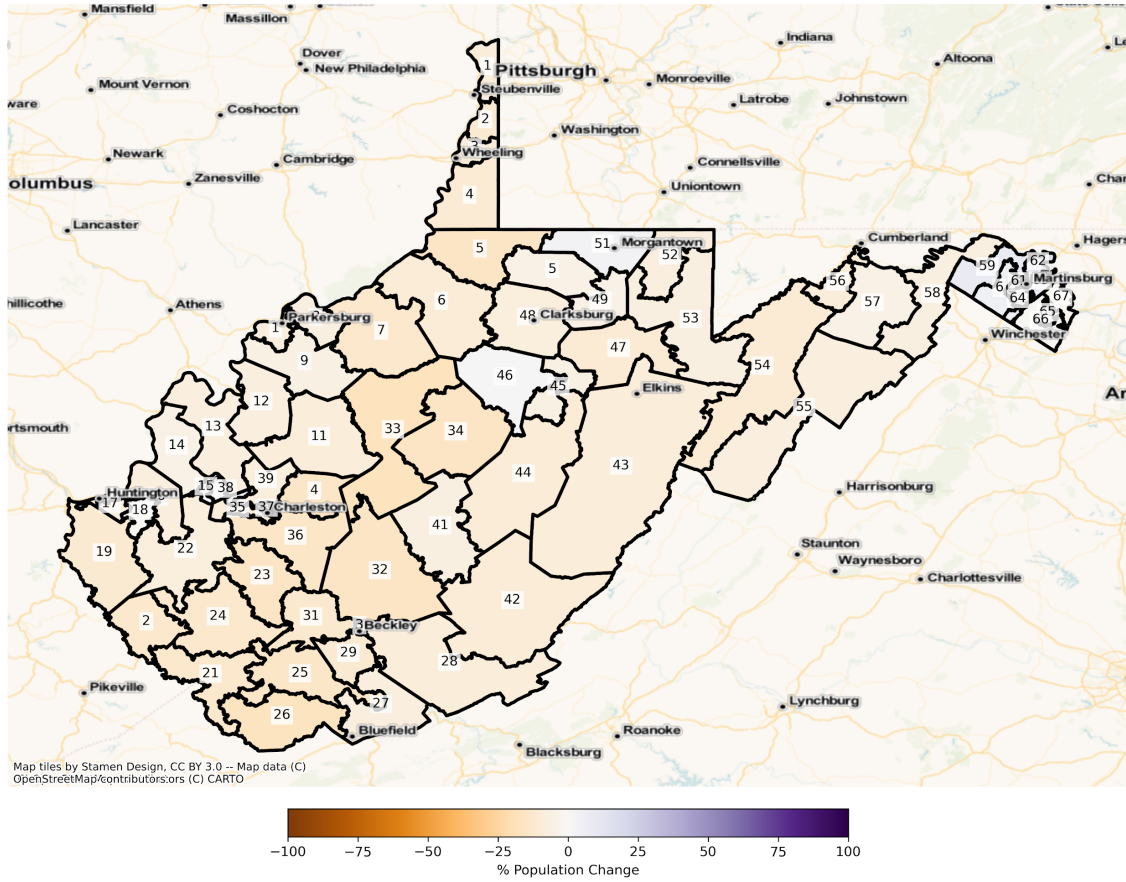 Mansfield
Massillon
Dover
New Philadelphia
Mount Vernon
Coshocton
Newark
Cambridge
Zanesville
olumbus
Lancaster
Athens
hillicothe
ortsmouth
Pikeville
Indiana
Altoona
Pittsburgh
Monroeville
Latrobe
Johnstown
Steubenville
Washington
Wheeling
Connellsville
Uniontown
Morgantown
Cumberland
Hagers
Martinsburg
Winchester
Parkersburg
Clarksburg
Elkins
Huntington
Charleston
Harrisonburg
Staunton
Waynesboro
Charlottesville
Beckley
Bluefield
Lynchburg
Roanoke
Blacksburg
1
2
4
5
51
52
59
62
5
49
56
57
58
61
64
67
66
6
7
48
53
1
9
47
54
46
45
55
12
13
11
33
34
14
44
43
15
38
39
4
17
18
35
37
41
19
22
36
23
32
42
2
24
31
29
28
21
25
27
26
Map tiles by Stamen Design, CC BY 3.0 -- Map data (C)
−100 −75 −50 −25 0 25 50 75 100
% Population Change